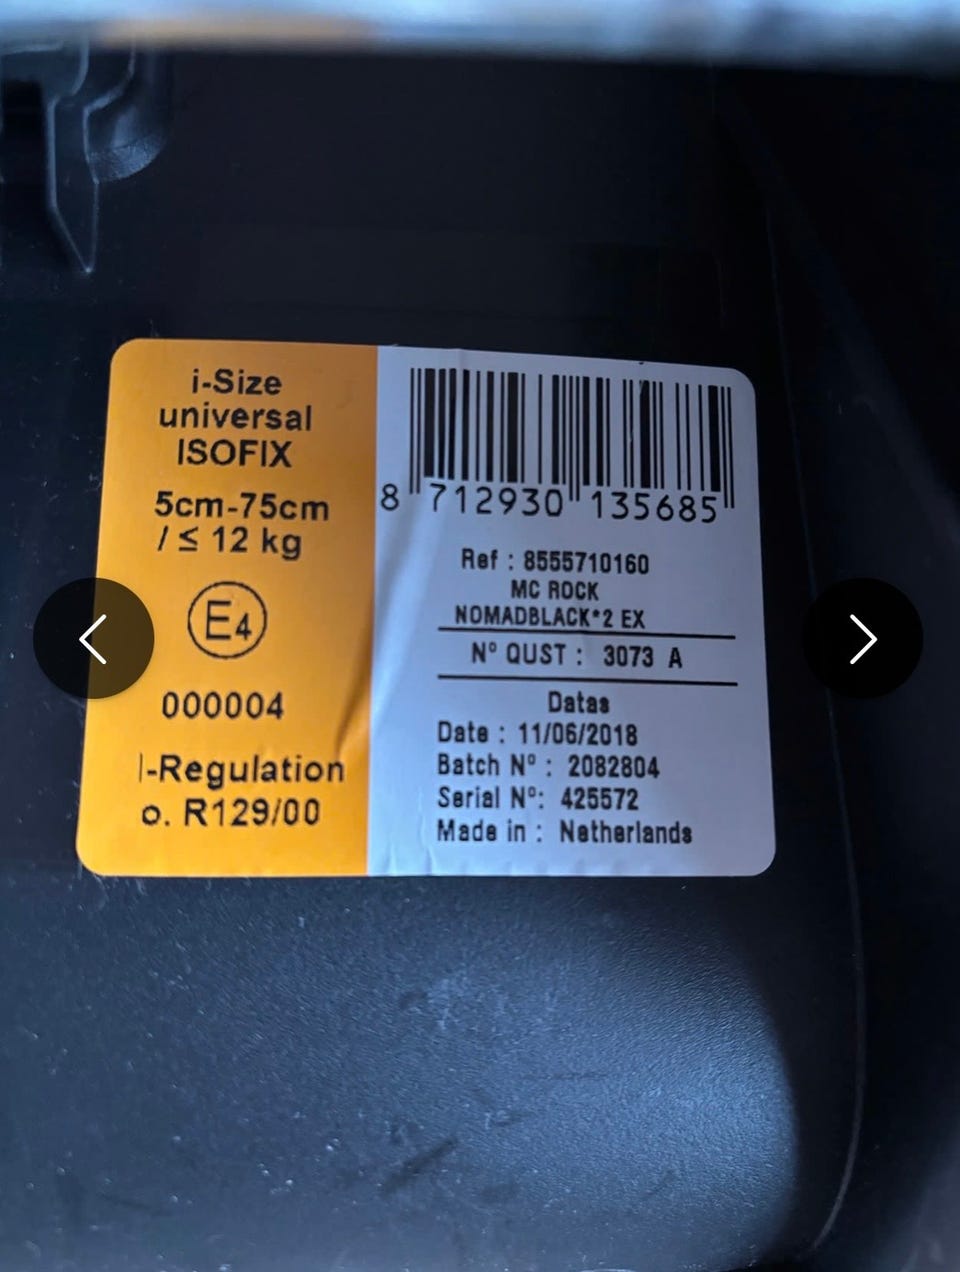 i-Size
universal
ISOFIX
5cm-75cm
/ ≤ 12 kg
E4
000004
-Regulation
o. R129/00
8 712930 135685
Ref : 8555710160
MC ROCK
NOMADBLACK*2 EX
N° QUST : 3073 A
Datas
Date : 11/06/2018
Batch N° : 2082804
Serial N°: 425572
Made in : Netherlands